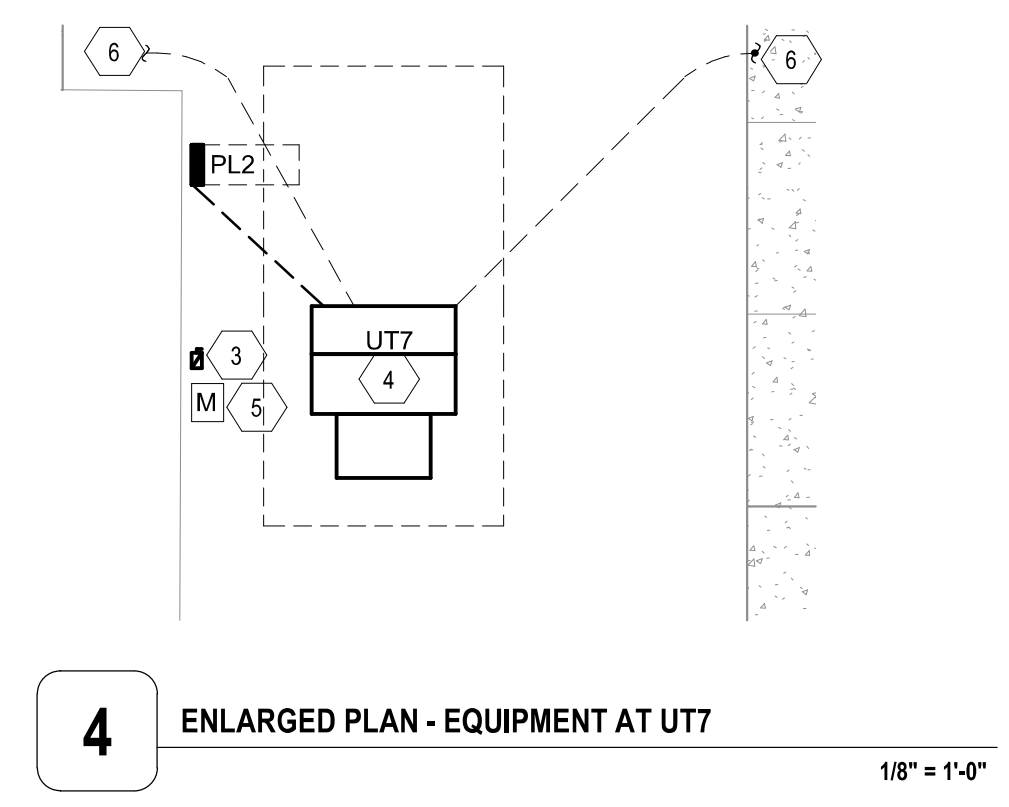 6
6
PL2
UT7
3
4
M
5
4
ENLARGED PLAN - EQUIPMENT AT UT7
1/8" = 1'-0"